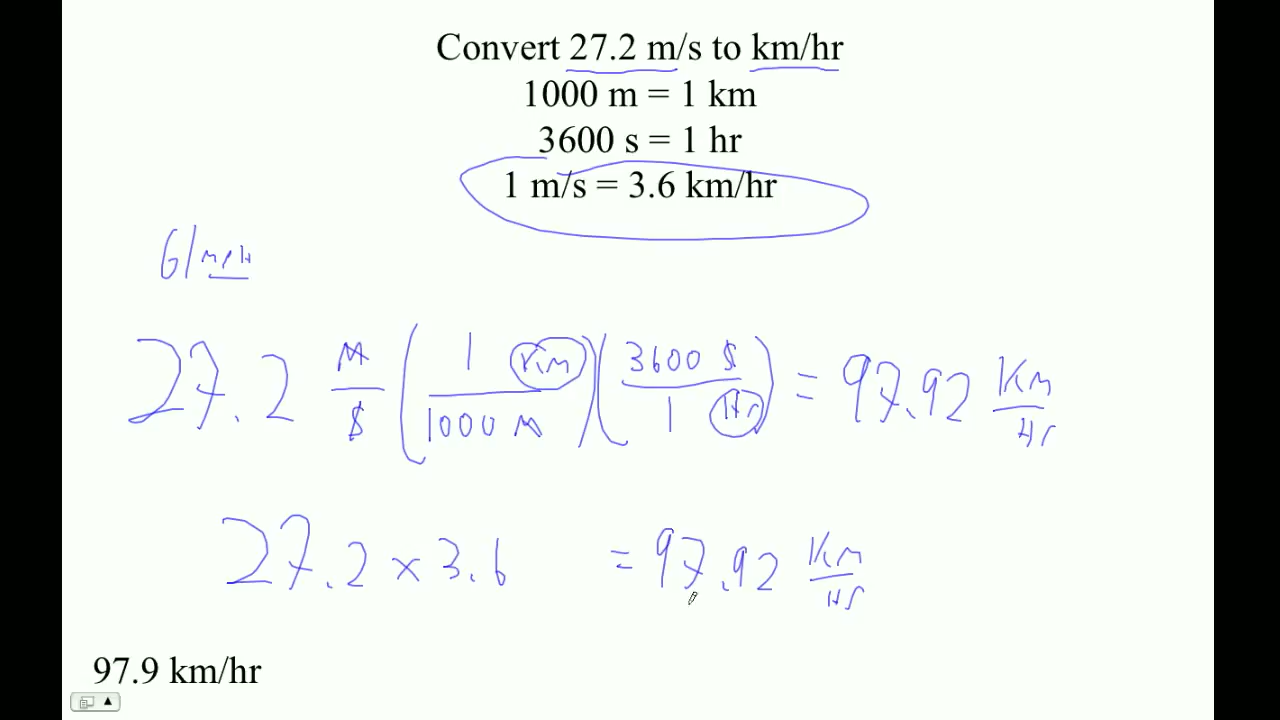 Convert 27.2 m/s to km/hr
1000 m = 1 km
3600 s = 1 hr
1 m/s = 3.6 km/hr
61 mph
27.2 M/S (1 Km/1000 M)(3600 S/1 Hr) = 97.92 Km/Hr
27.2 × 3.6 = 97.92 Km/Hr
97.9 km/hr